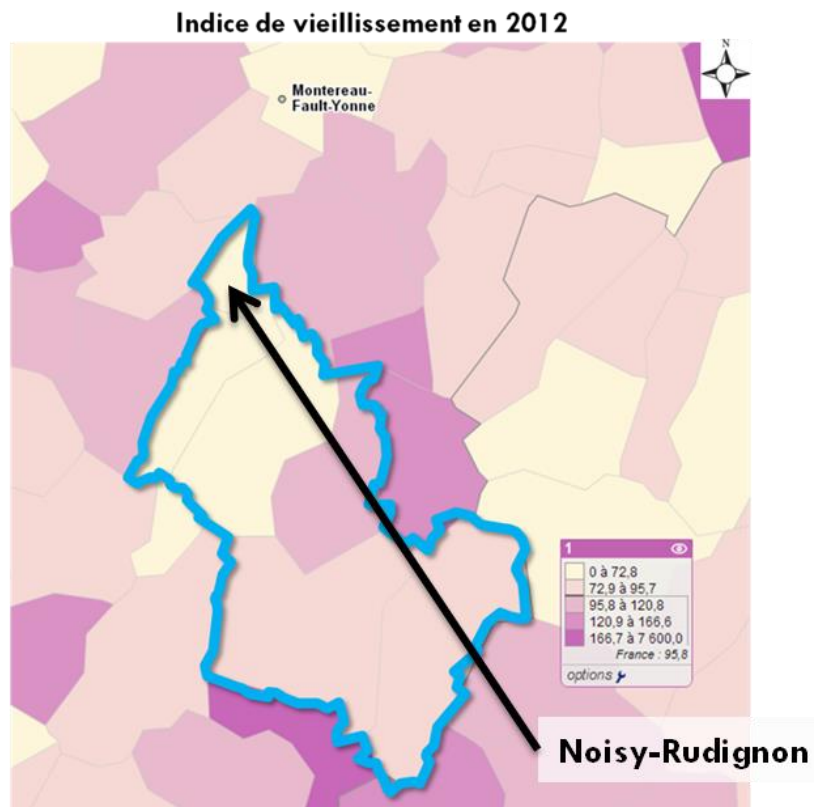 Indice de vieillissement en 2012
N
Montereau-
Fault-Yonne
1
0 à 72,8
72,9 à 95,7
95,8 à 120,8
120,9 à 166,6
166,7 à 7 600,0
France : 95,8
options
Noisy-Rudignon